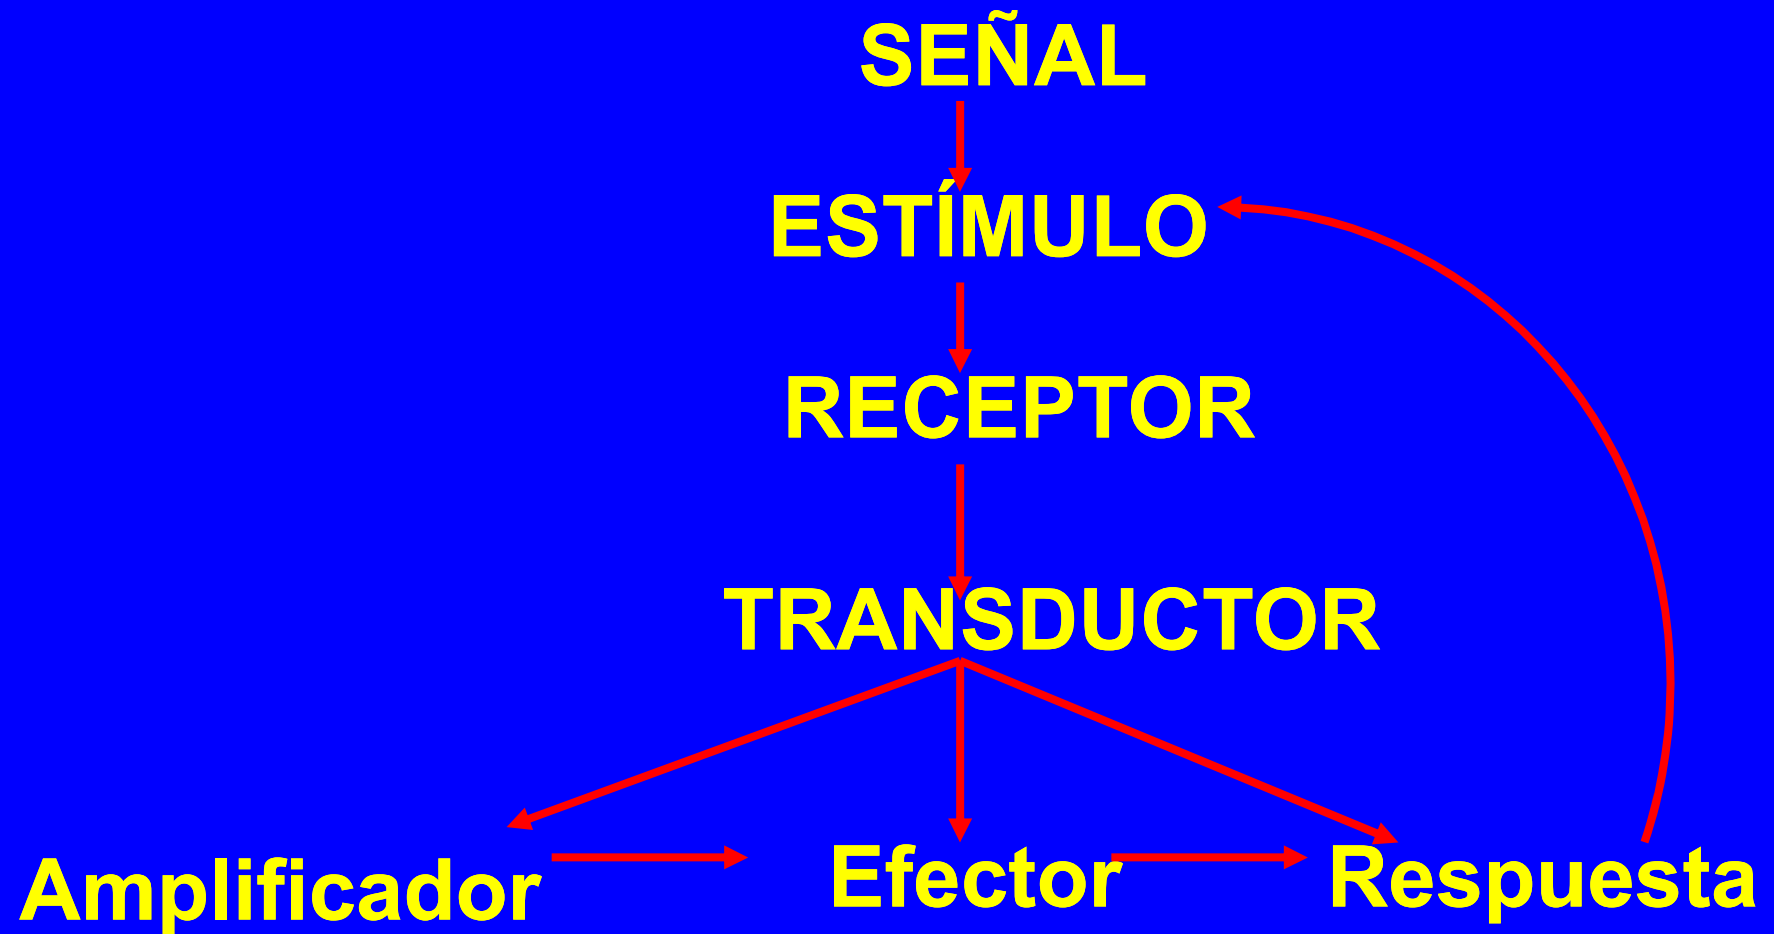 SEÑAL
ESTÍMULO
RECEPTOR
TRANSDUCTOR
Amplificador
Efector
Respuesta